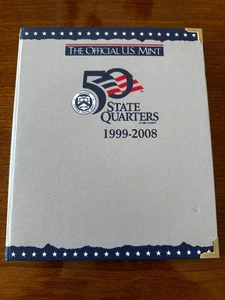 THE OFFICIAL U.S. MINT
50
STATE
QUARTERS
1999-2008